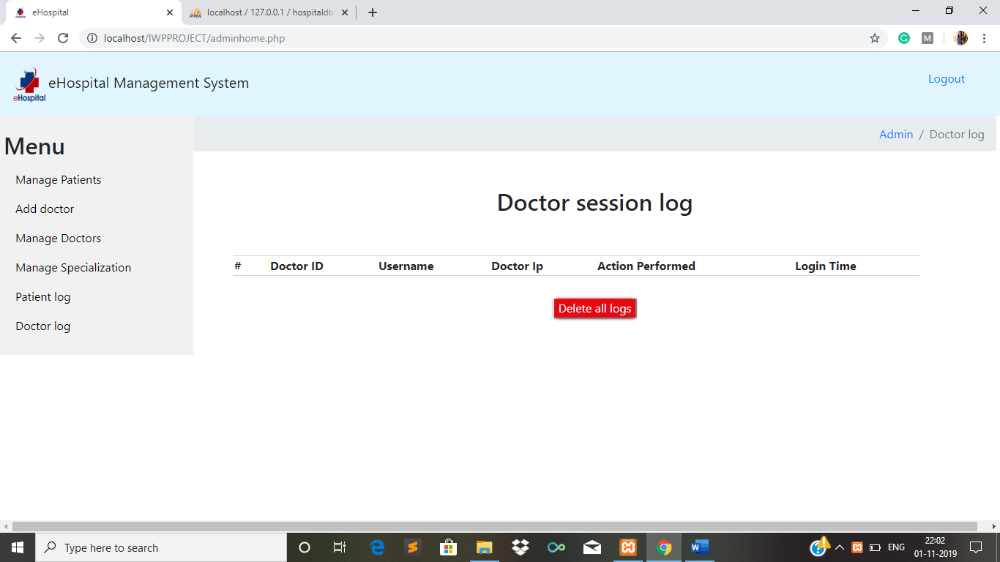 eHospital
localhost / 127.0.0.1 / hospitaldb
localhost/IWPPROJECT/adminhome.php
M
eHospital
eHospital Management System
Logout
Menu
Admin / Doctor log
Manage Patients
Add doctor
Manage Doctors
Manage Specialization
Patient log
Doctor log
Doctor session log
# Doctor ID Username Doctor Ip Action Performed Login Time
Delete all logs
Type here to search
ENG
22:02
01-11-2019